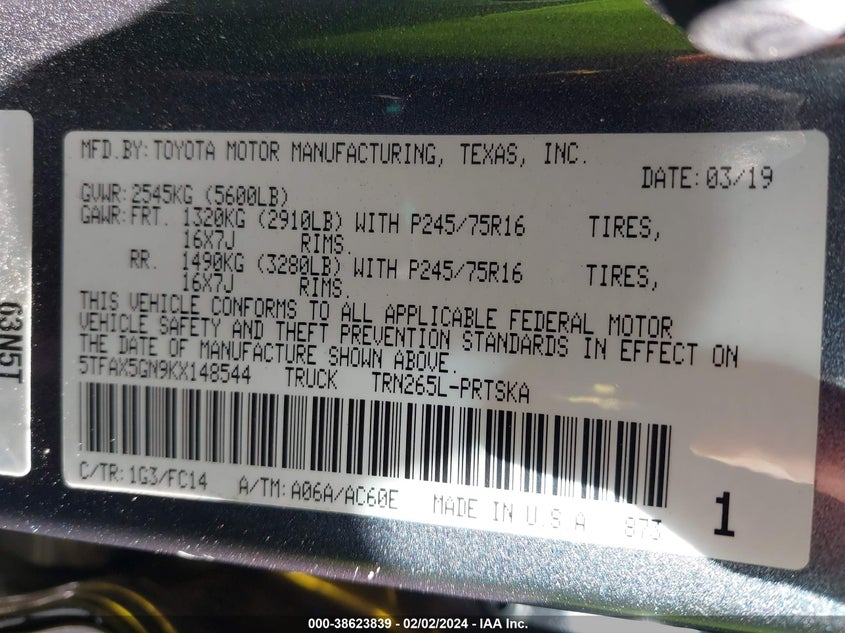 MFD.BY:TOYOTA MOTOR MANUFACTURING, TEXAS, INC.
DATE:03/19
GVWR:2545KG (5600LB)
GAWR:FRT. 1320KG (2910LB) WITH P245/75R16 TIRES,
16X7J RIMS.
RR. 1490KG (3280LB) WITH P245/75R16 TIRES,
16X7J RIMS.
THIS VEHICLE CONFORMS TO ALL APPLICABLE FEDERAL MOTOR
VEHICLE SAFETY AND THEFT PREVENTION STANDARDS IN EFFECT ON
THE DATE OF MANUFACTURE SHOWN ABOVE.
5TFAX5GN9KX148544 TRUCK TRN265L-PRTSKA
C/TR:1G3/FC14 A/TM:A06A/AC60E MADE IN U.S.A 873 1
63N5T
000-38623839 - 02/02/2024 - IAA Inc.